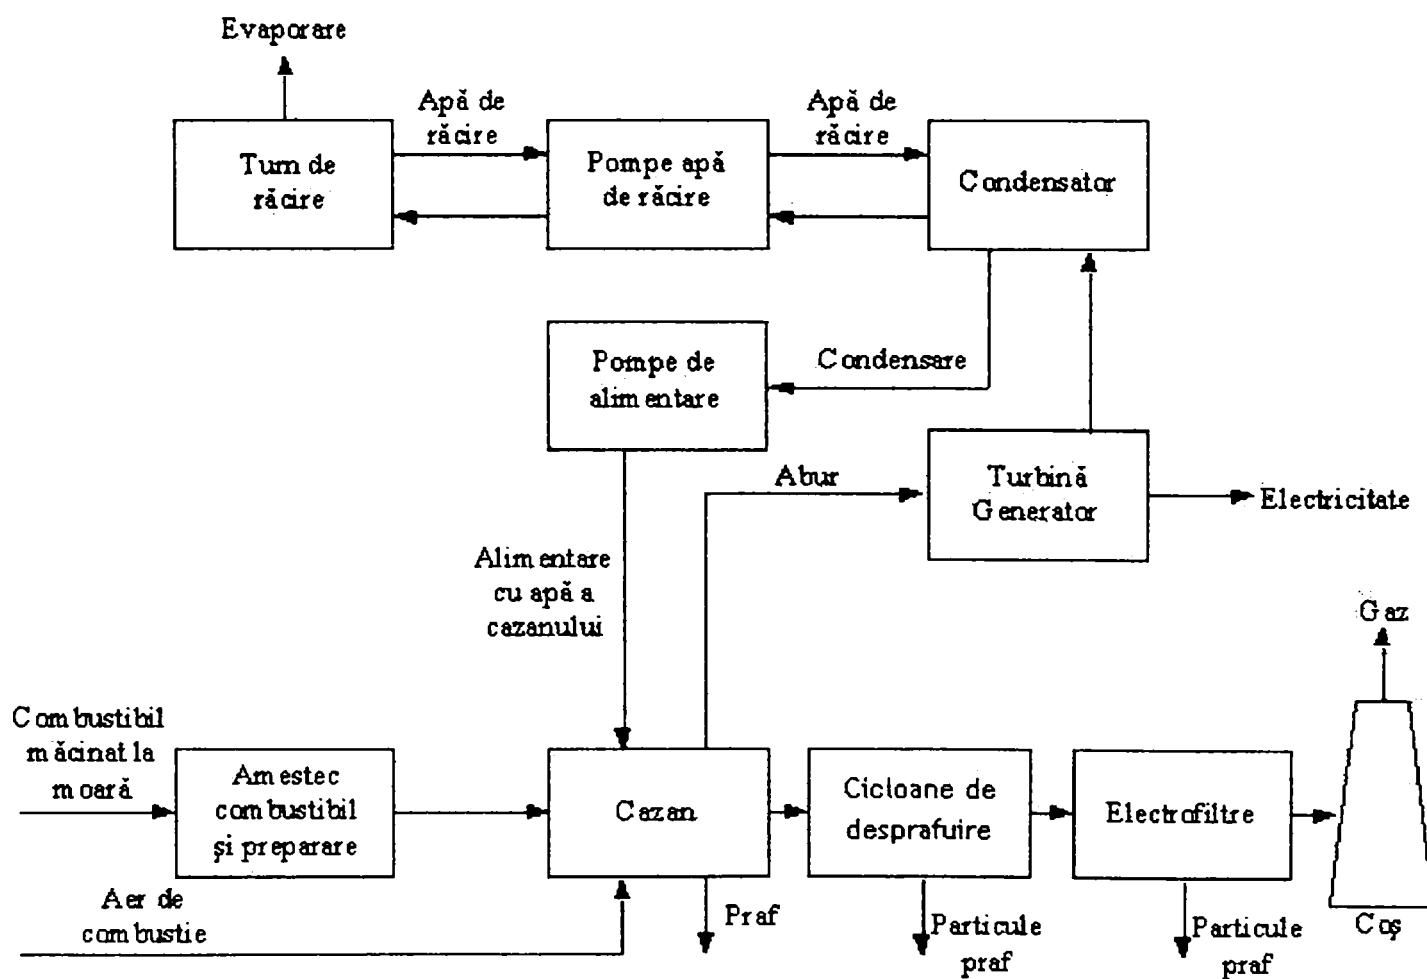 Evaporare
Apă de
răcire
Apă de
răcire
Turn de
răcire
Pompe apă
de răcire
Condensator
Pompe de
alimentare
Condensare
Abur
Turbină
Generator
Electricitate
Alimentare
cu apă a
cazanului
Gaz
Combustibil
măcinat la
moară
Amestec
combustibil
şi preparare
Cazan
Cicloane de
desprafuire
Electrofiltre
Coş
Aer de
combustie
Praf
Particule
praf
Particule
praf